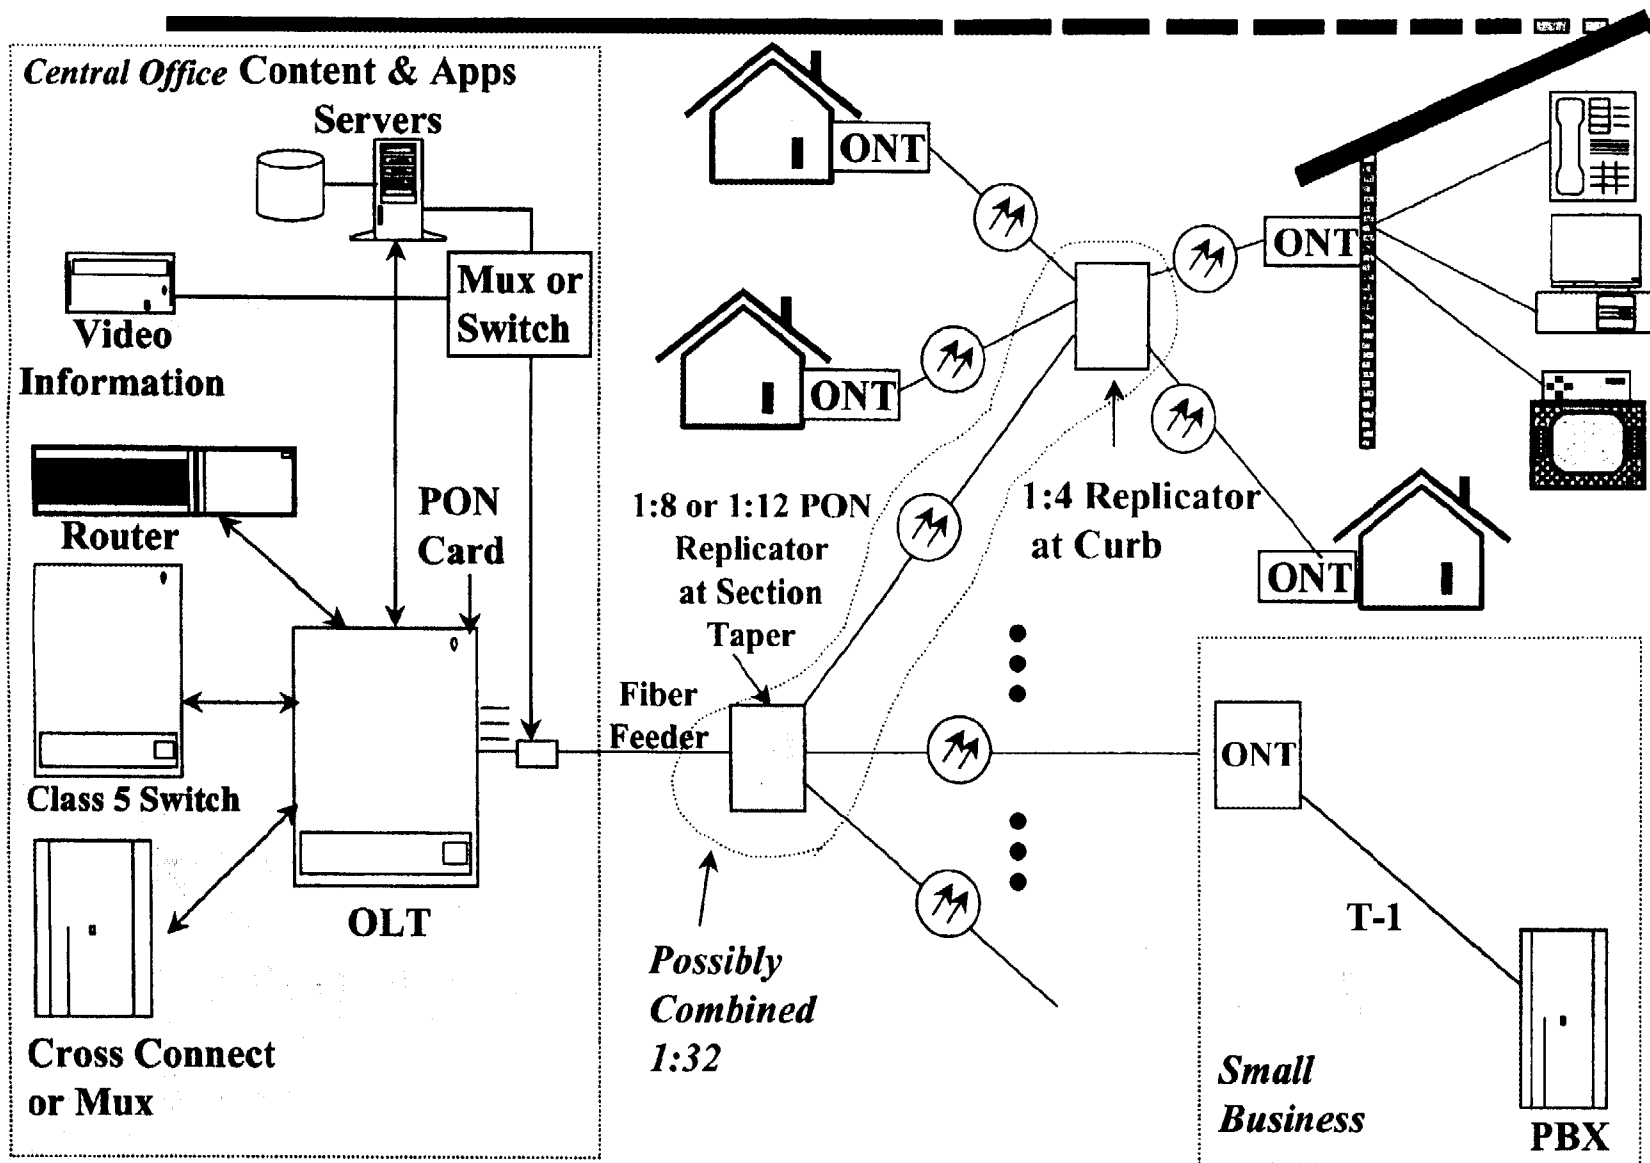 Central Office Content & Apps
Servers
Mux or
Switch
Video
Information
Router
PON
Card
Class 5 Switch
OLT
Cross Connect
or Mux
Fiber
Feeder
1:8 or 1:12 PON
Replicator
at Section
Taper
Possibly
Combined
1:32
ONT
ONT
ONT
ONT
1:4 Replicator
at Curb
ONT
T-1
Small
Business
PBX